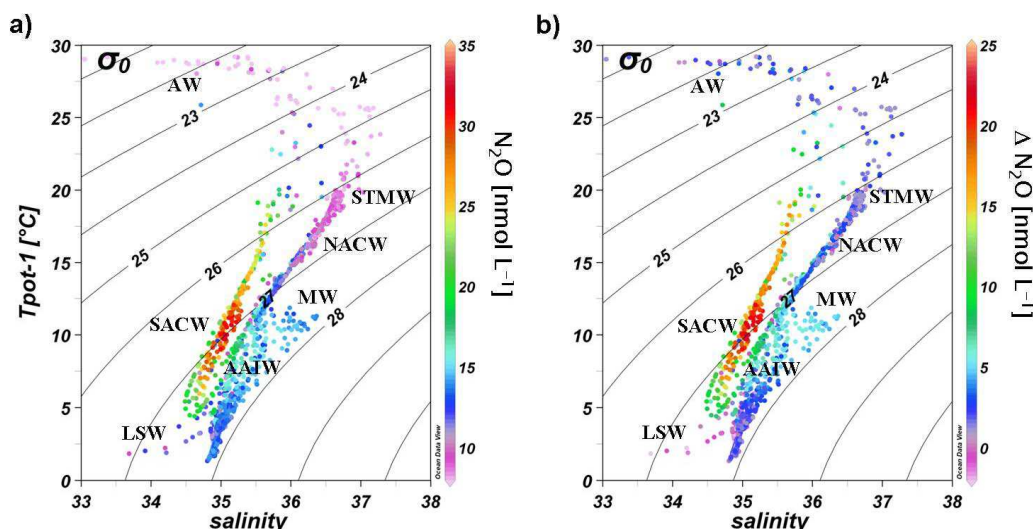 a)
σ0
AW
23
24
25
26
27
28
STMW
NACW
MW
SACW
AAIW
LSW
30
25
20
15
10
5
0
Tpot-1 [°C]
33
34
35
36
37
38
salinity
Ocean Data View
35
30
25
20
15
10
N₂O [nmol L⁻¹]
b)
σ0
AW
23
24
25
26
27
28
STMW
NACW
MW
SACW
AAIW
LSW
30
25
20
15
10
5
0
33
34
35
36
37
38
salinity
Ocean Data View
25
20
15
10
5
0
Δ N₂O [nmol L⁻¹]